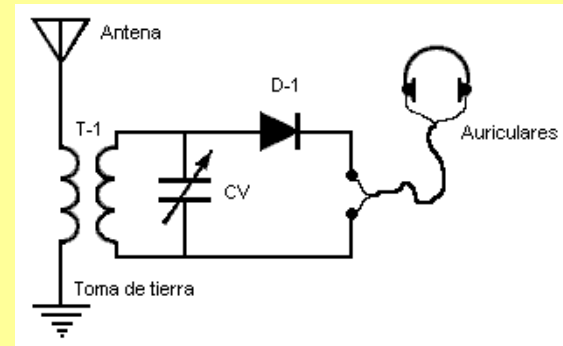 Antena
D-1
T-1
Auriculares
CV
Toma de tierra